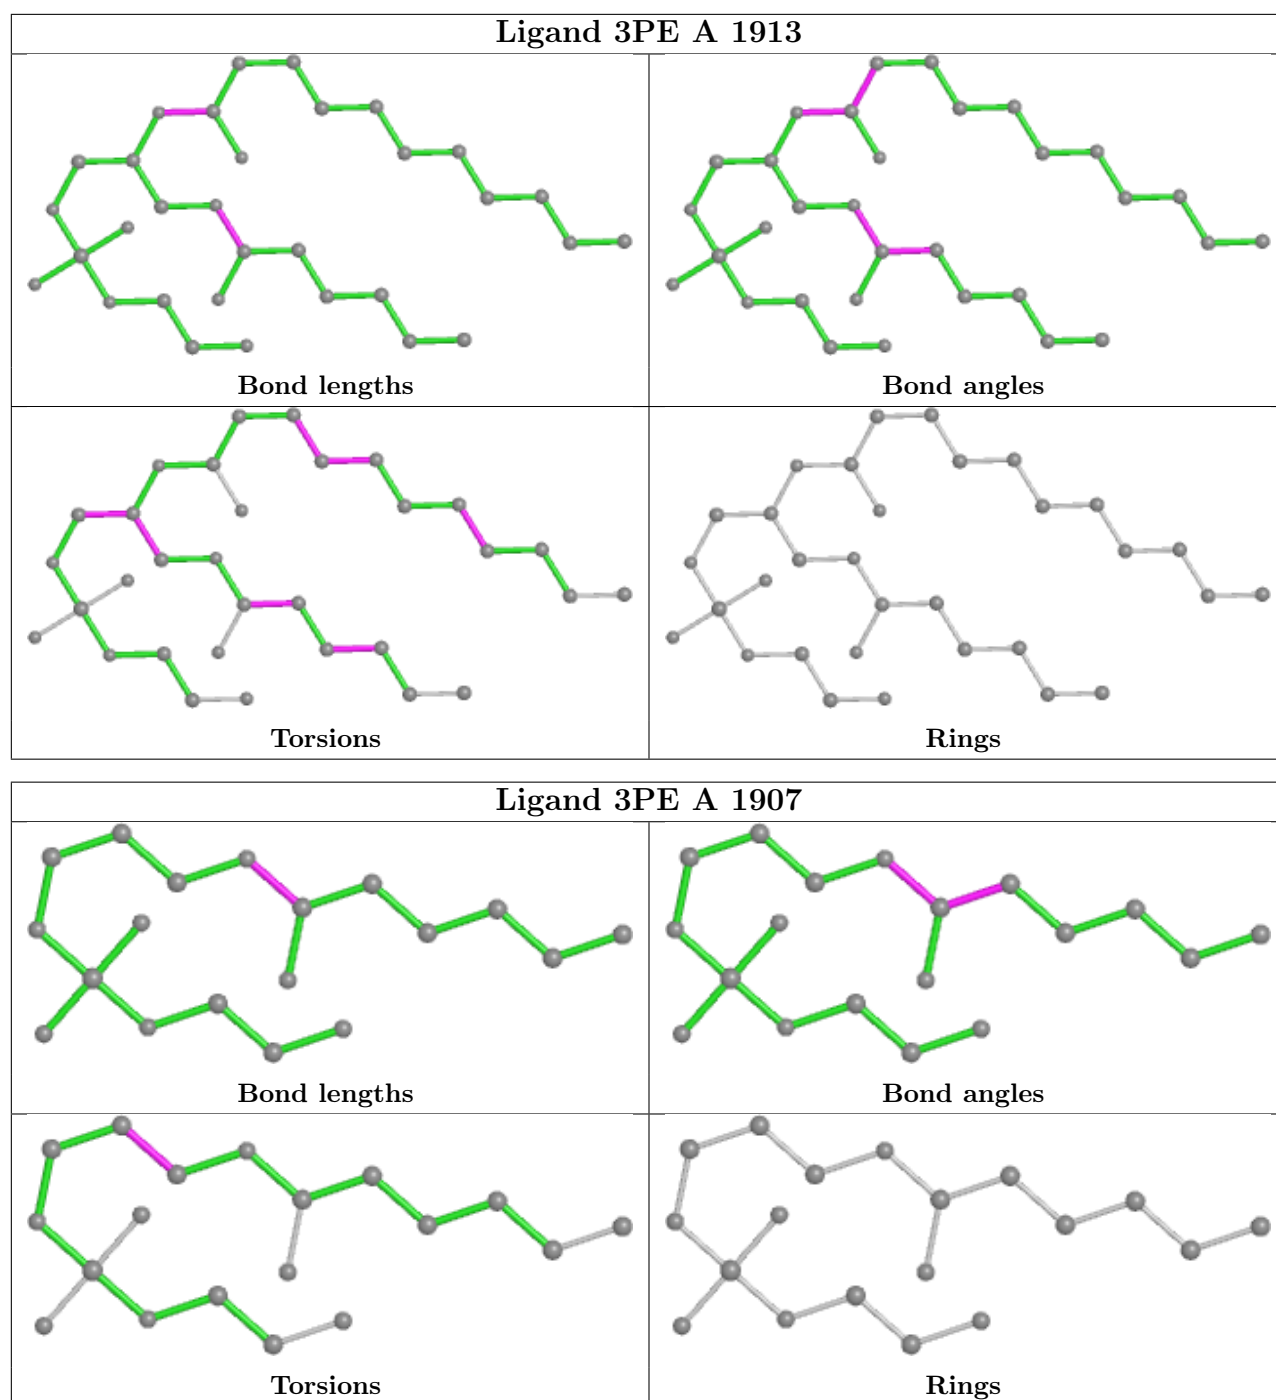 Ligand 3PE A 1913
Bond lengths
Bond angles
Torsions
Rings
Ligand 3PE A 1907
Bond lengths
Bond angles
Torsions
Rings